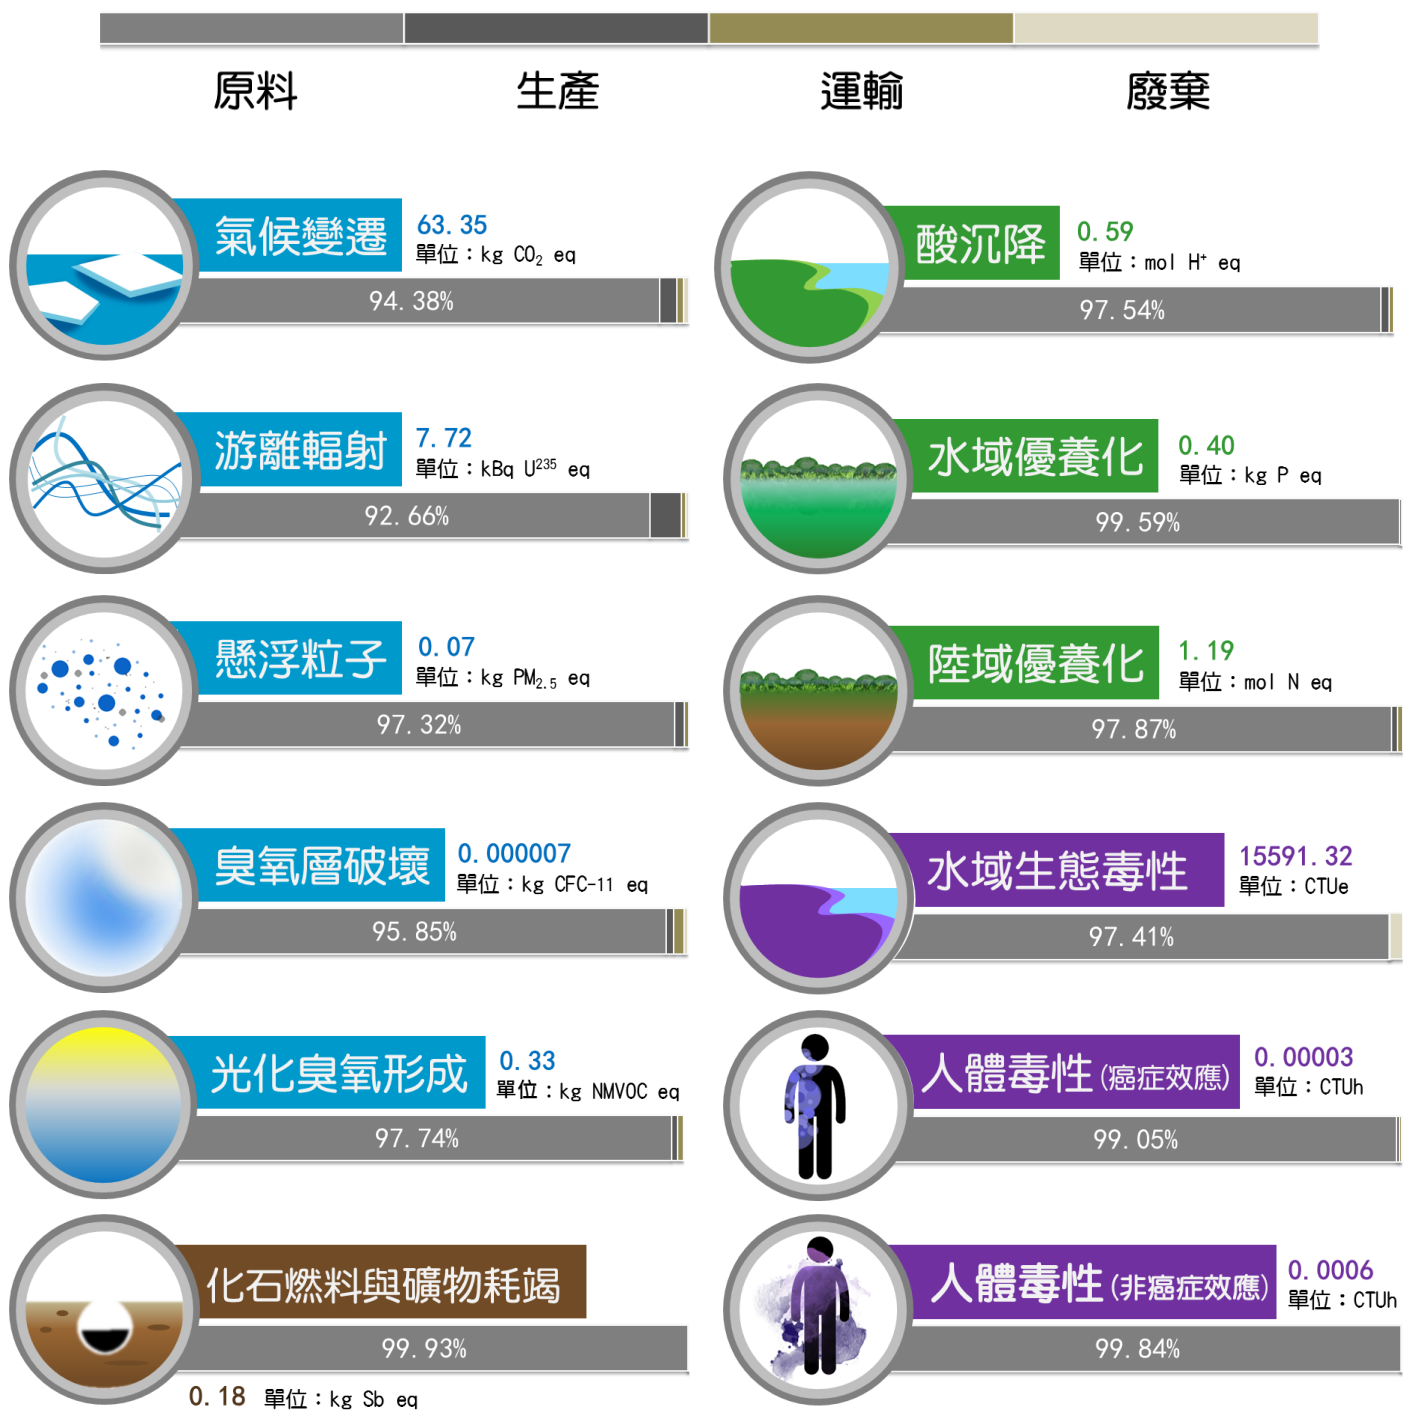 原料
生產
運輸
廢棄
氣候變遷
63.35
單位：kg CO₂ eq
94.38%
游離輻射
7.72
單位：kBq U²³⁵ eq
92.66%
懸浮粒子
0.07
單位：kg PM₂.₅ eq
97.32%
臭氧層破壞
0.000007
單位：kg CFC-11 eq
95.85%
光化臭氧形成
0.33
單位：kg NMVOC eq
97.74%
化石燃料與礦物耗竭
99.93%
0.18 單位：kg Sb eq
酸沉降
0.59
單位：mol H⁺ eq
97.54%
水域優養化
0.40
單位：kg P eq
99.59%
陸域優養化
1.19
單位：mol N eq
97.87%
水域生態毒性
15591.32
單位：CTUe
97.41%
人體毒性(癌症效應)
0.00003
單位：CTUh
99.05%
人體毒性(非癌症效應)
0.0006
單位：CTUh
99.84%